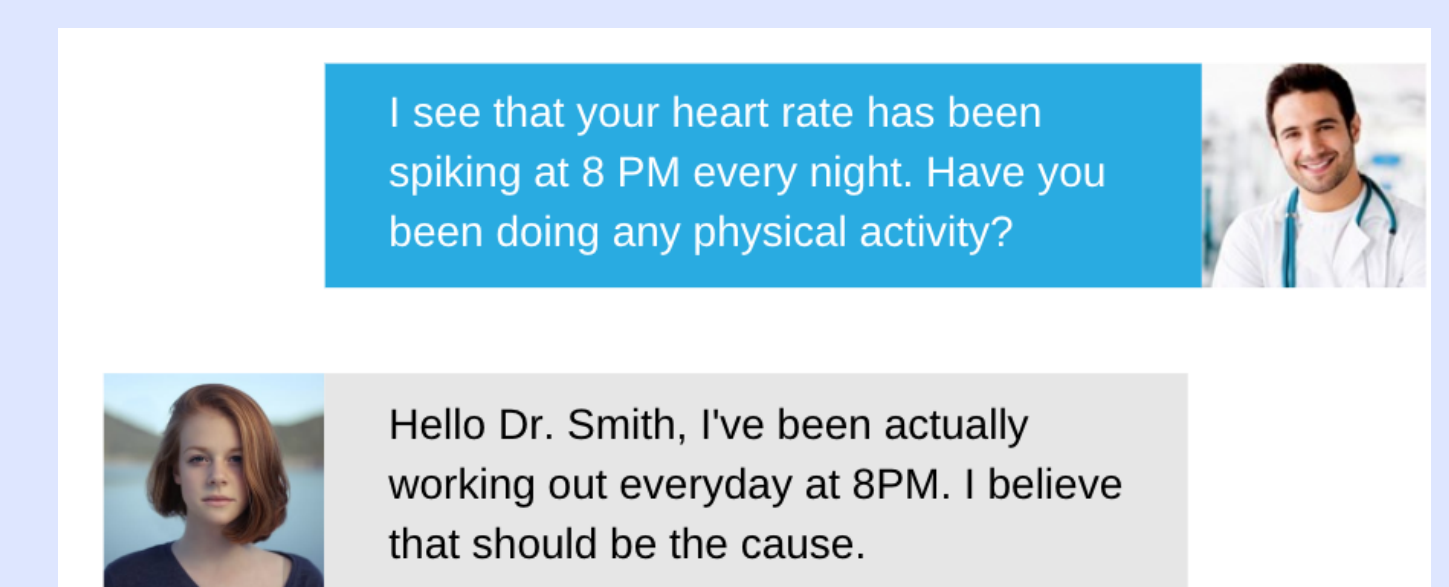 I see that your heart rate has been
spiking at 8 PM every night. Have you
been doing any physical activity?
Hello Dr. Smith, I've been actually
working out everyday at 8PM. I believe
that should be the cause.